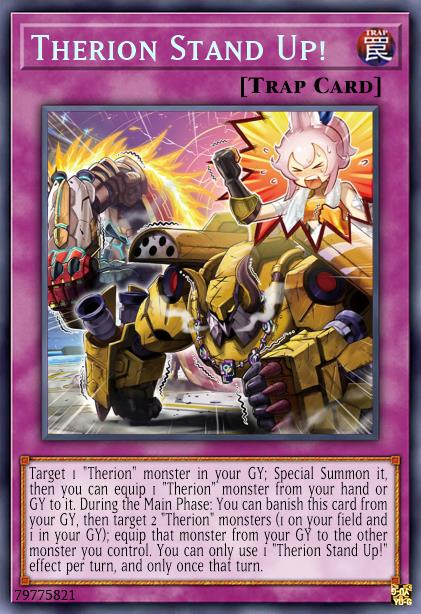 Therion Stand Up!
TRAP
罠
[Trap Card]
Target 1 "Therion" monster in your GY; Special Summon it,
then you can equip 1 "Therion" monster from your hand or
GY to it. During the Main Phase: You can banish this card from
your GY, then target 2 "Therion" monsters (1 on your field and
1 in your GY); equip that monster from your GY to the other
monster you control. You can only use 1 "Therion Stand Up!"
effect per turn, and only once that turn.
79775821